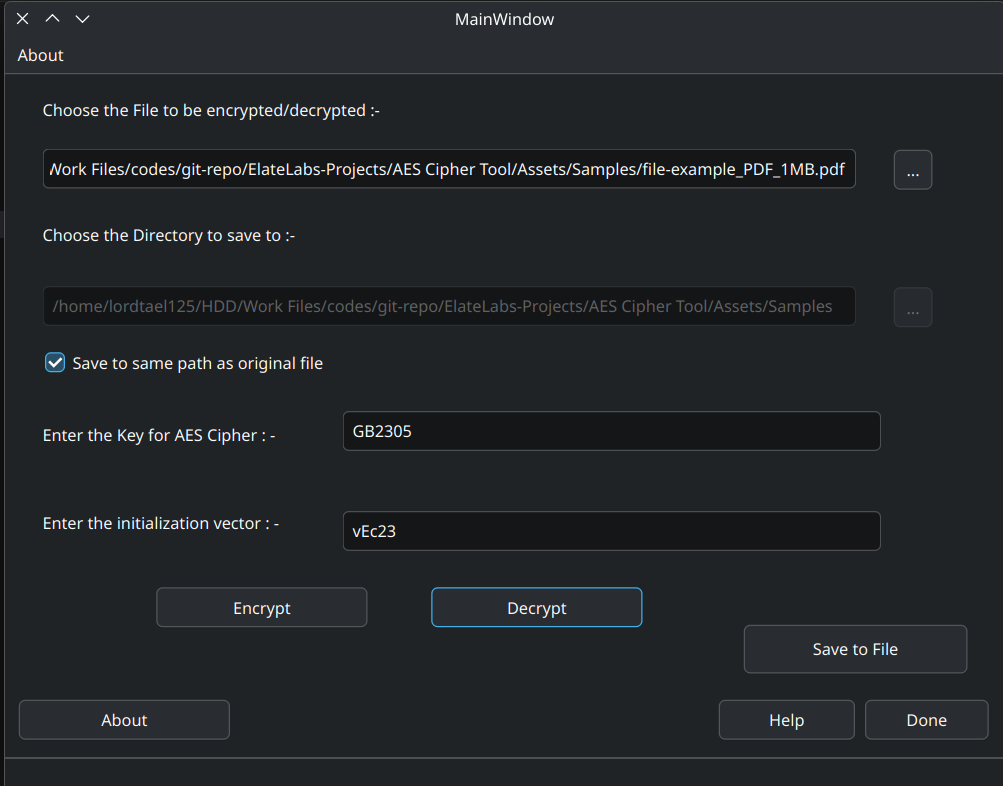 MainWindow
About
Choose the File to be encrypted/decrypted :-
Work Files/codes/git-repo/ElateLabs-Projects/AES Cipher Tool/Assets/Samples/file-example_PDF_1MB.pdf
...
Choose the Directory to save to :-
/home/lordtael125/HDD/Work Files/codes/git-repo/ElateLabs-Projects/AES Cipher Tool/Assets/Samples
...
Save to same path as original file
Enter the Key for AES Cipher : -
GB2305
Enter the initialization vector : -
vEc23
Encrypt
Decrypt
Save to File
About
Help
Done